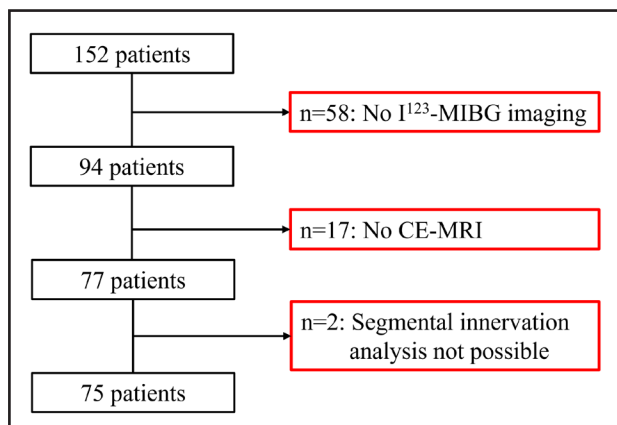 152 patients
n=58: No I¹²³-MIBG imaging
94 patients
n=17: No CE-MRI
77 patients
n=2: Segmental innervation
analysis not possible
75 patients